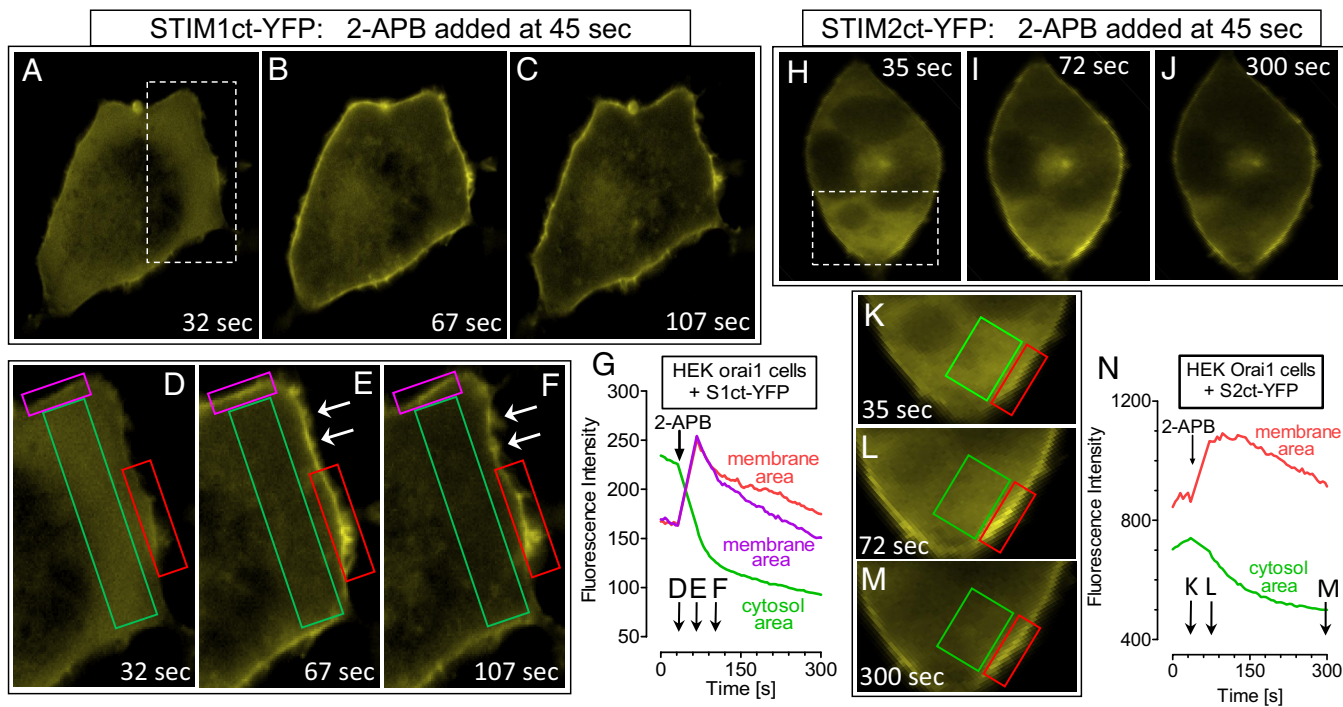 STIM1ct-YFP: 2-APB added at 45 sec
STIM2ct-YFP: 2-APB added at 45 sec
A
32 sec
B
67 sec
C
107 sec
H
35 sec
I
72 sec
J
300 sec
D
32 sec
E
67 sec
F
107 sec
G
HEK orai1 cells
+ S1ct-YFP
Fluorescence Intensity
300
250
200
150
100
50
2-APB
membrane
area
membrane
area
cytosol
area
D E F
0 150 300
Time [s]
K
35 sec
L
72 sec
M
300 sec
N
HEK Orai1 cells
+ S2ct-YFP
Fluorescence Intensity
1200
800
400
2-APB
membrane
area
cytosol
area
K L M
0 150 300
Time [s]